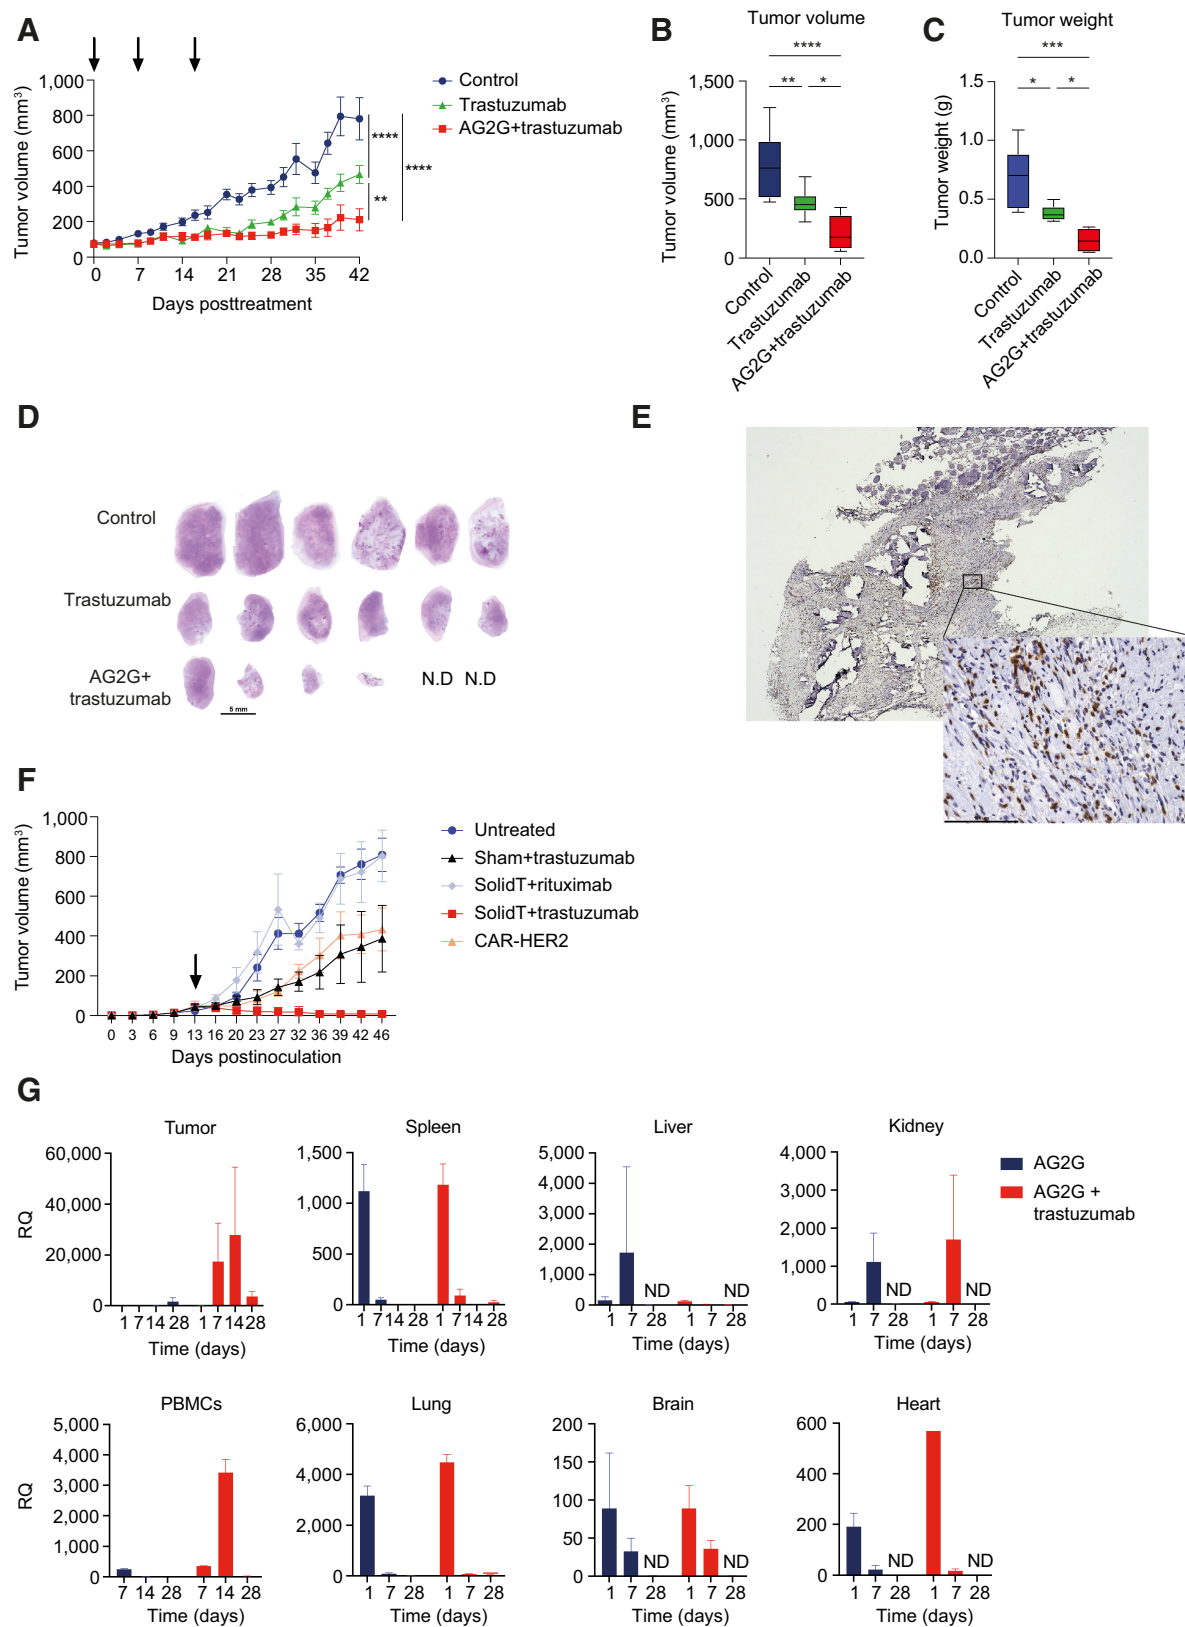 A
1,000
800
600
400
200
0
Tumor volume (mm³)
0 7 14 21 28 35 42
Days posttreatment
Control
Trastuzumab
AG2G+trastuzumab
****
**
****
B
Tumor volume
****
** *
1,500
1,000
500
0
Tumor volume (mm³)
Control
Trastuzumab
AG2G+trastuzumab
C
Tumor weight
***
* *
1.5
1.0
0.5
0.0
Tumor weight (g)
Control
Trastuzumab
AG2G+trastuzumab
D
Control
Trastuzumab
AG2G+
trastuzumab
N.D N.D
5 mm
E
F
1,000
800
600
400
200
0
Tumor volume (mm³)
0 3 6 9 13 16 20 23 27 32 36 39 42 46
Days postinoculation
Untreated
Sham+trastuzumab
SolidT+rituximab
SolidT+trastuzumab
CAR-HER2
G
Tumor
60,000
40,000
20,000
0
RQ
1 7 14 28 1 7 14 28
Time (days)
Spleen
1,500
1,000
500
0
1 7 14 28 1 7 14 28
Time (days)
Liver
5,000
4,000
3,000
2,000
1,000
0
ND ND
1 7 28 1 7 28
Time (days)
Kidney
4,000
3,000
2,000
1,000
0
ND ND
1 7 28 1 7 28
Time (days)
AG2G
AG2G +
trastuzumab
PBMCs
5,000
4,000
3,000
2,000
1,000
0
RQ
7 14 28 7 14 28
Time (days)
Lung
6,000
4,000
2,000
0
1 7 28 1 7 28
Time (days)
Brain
200
150
100
50
0
ND ND
1 7 28 1 7 28
Time (days)
Heart
600
400
200
0
ND ND
1 7 28 1 7 28
Time (days)